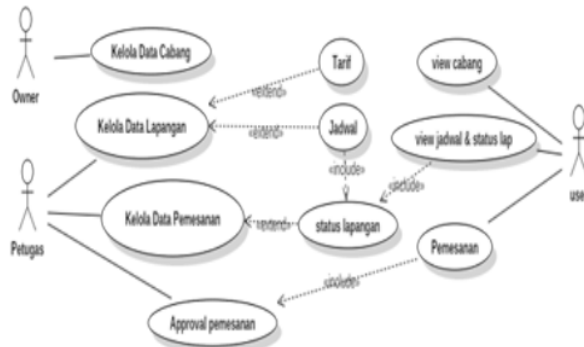 Kelola Data Cabang
Tarif
view cabang
Owner
«extend»
Kelola Data Lapangan
Jadwal
«extend»
view jadwal & status lap
«include»
«include»
use
Kelola Data Pemesanan
«extend»
status lapangan
Pemesanan
Petugas
«include»
Approval pemesanan